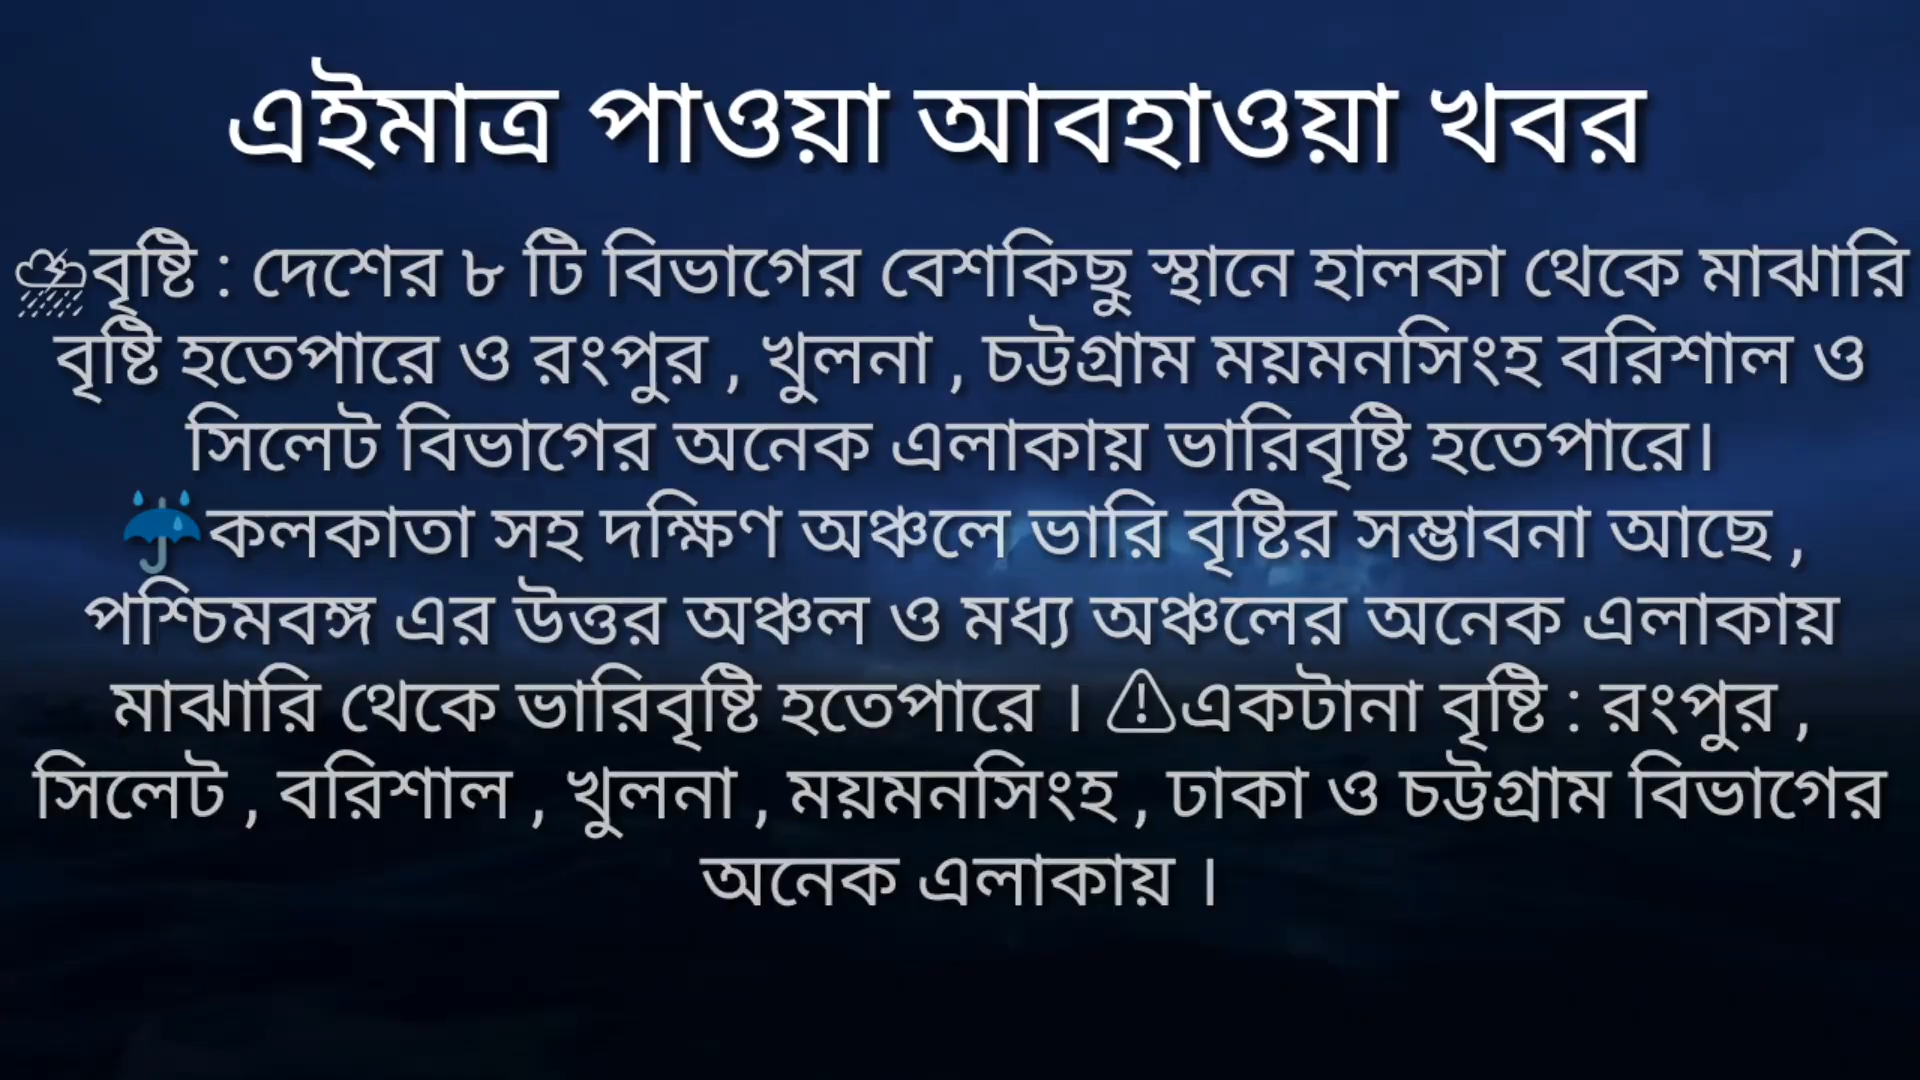 এইমাত্র পাওয়া আবহাওয়া খবর
⛈বৃষ্টি : দেশের ৮ টি বিভাগের বেশকিছু স্থানে হালকা থেকে মাঝারি
বৃষ্টি হতেপারে ও রংপুর , খুলনা , চট্টগ্রাম ময়মনসিংহ বরিশাল ও
সিলেট বিভাগের অনেক এলাকায় ভারিবৃষ্টি হতেপারে।
☔কলকাতা সহ দক্ষিণ অঞ্চলে ভারি বৃষ্টির সম্ভাবনা আছে ,
পশ্চিমবঙ্গ এর উত্তর অঞ্চল ও মধ্য অঞ্চলের অনেক এলাকায়
মাঝারি থেকে ভারিবৃষ্টি হতেপারে । ⚠একটানা বৃষ্টি : রংপুর ,
সিলেট , বরিশাল , খুলনা , ময়মনসিংহ , ঢাকা ও চট্টগ্রাম বিভাগের
অনেক এলাকায় ।